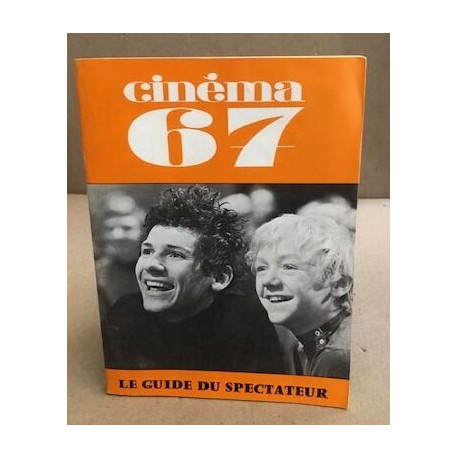 cinéma
67
LE GUIDE DU SPECTATEUR